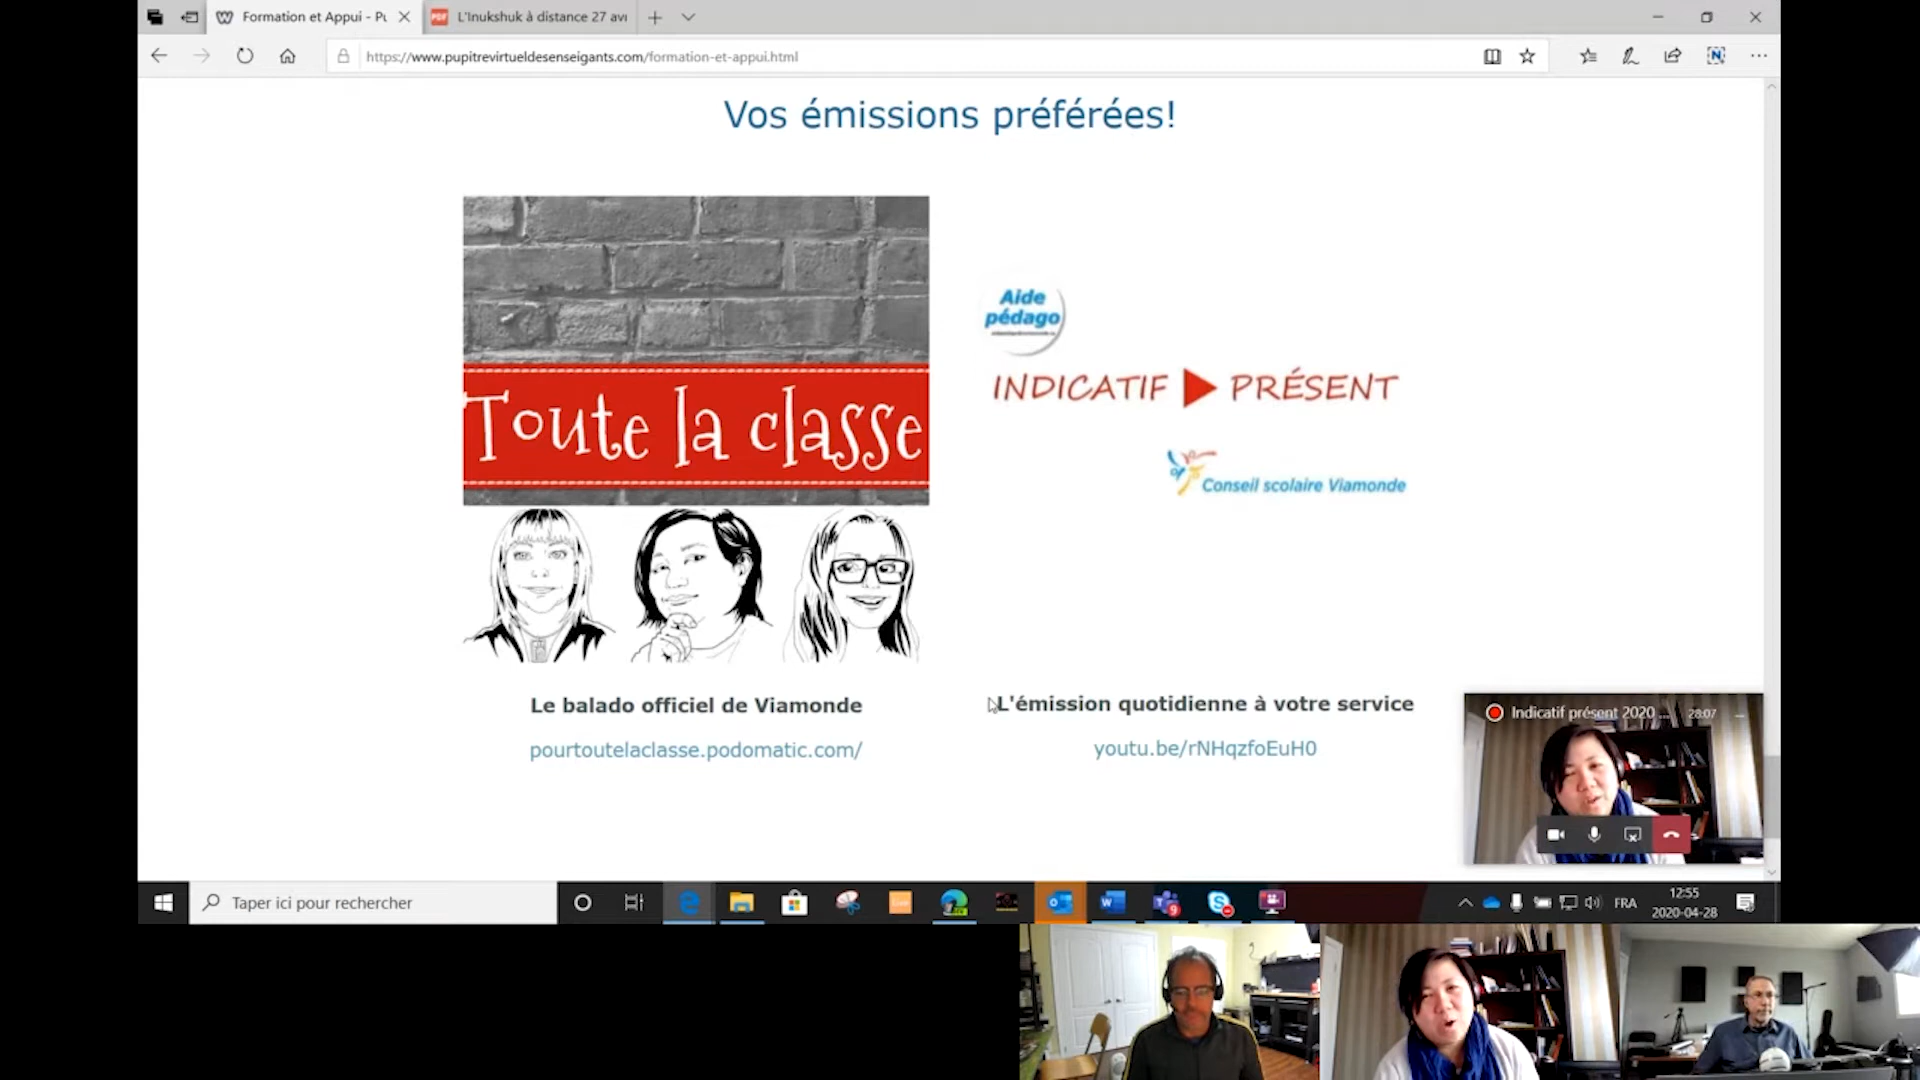 Formation et Appui - Pu
L'Inukshuk à distance 27 avr
https://www.pupitrevirtueldesenseigants.com/formation-et-appui.html
Vos émissions préférées!
Toute la classe
Aide
pédago
INDICATIF PRÉSENT
Conseil scolaire Viamonde
Le balado officiel de Viamonde
pourtoutelaclasse.podomatic.com/
L'émission quotidienne à votre service
youtu.be/rNHqzfoEuH0
Indicatif présent 2020 ... 28:07
Taper ici pour rechercher
FRA
12:55
2020-04-28